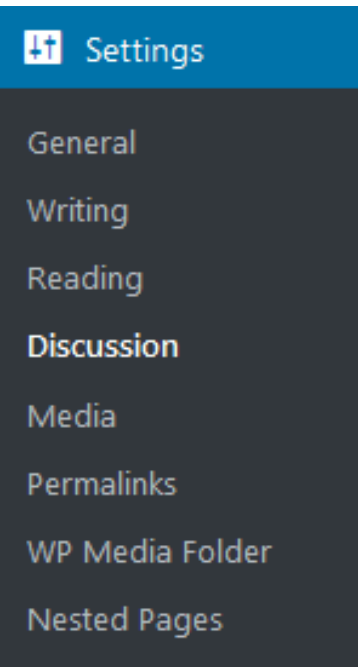 Settings
General
Writing
Reading
Discussion
Media
Permalinks
WP Media Folder
Nested Pages